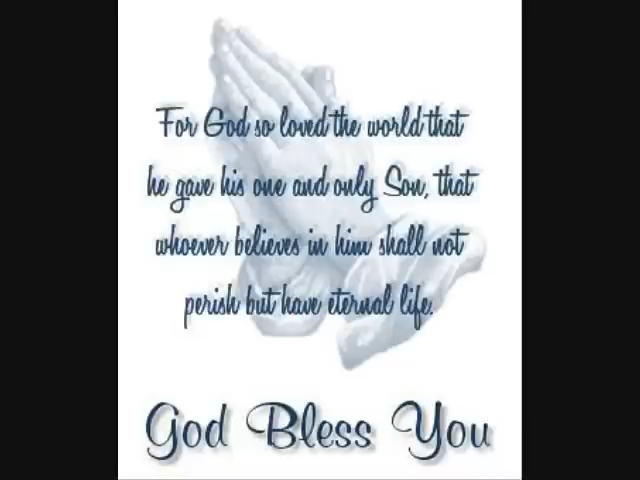 For God so loved the world that
he gave his one and only Son, that
whoever believes in him shall not
perish but have eternal life.
God Bless You